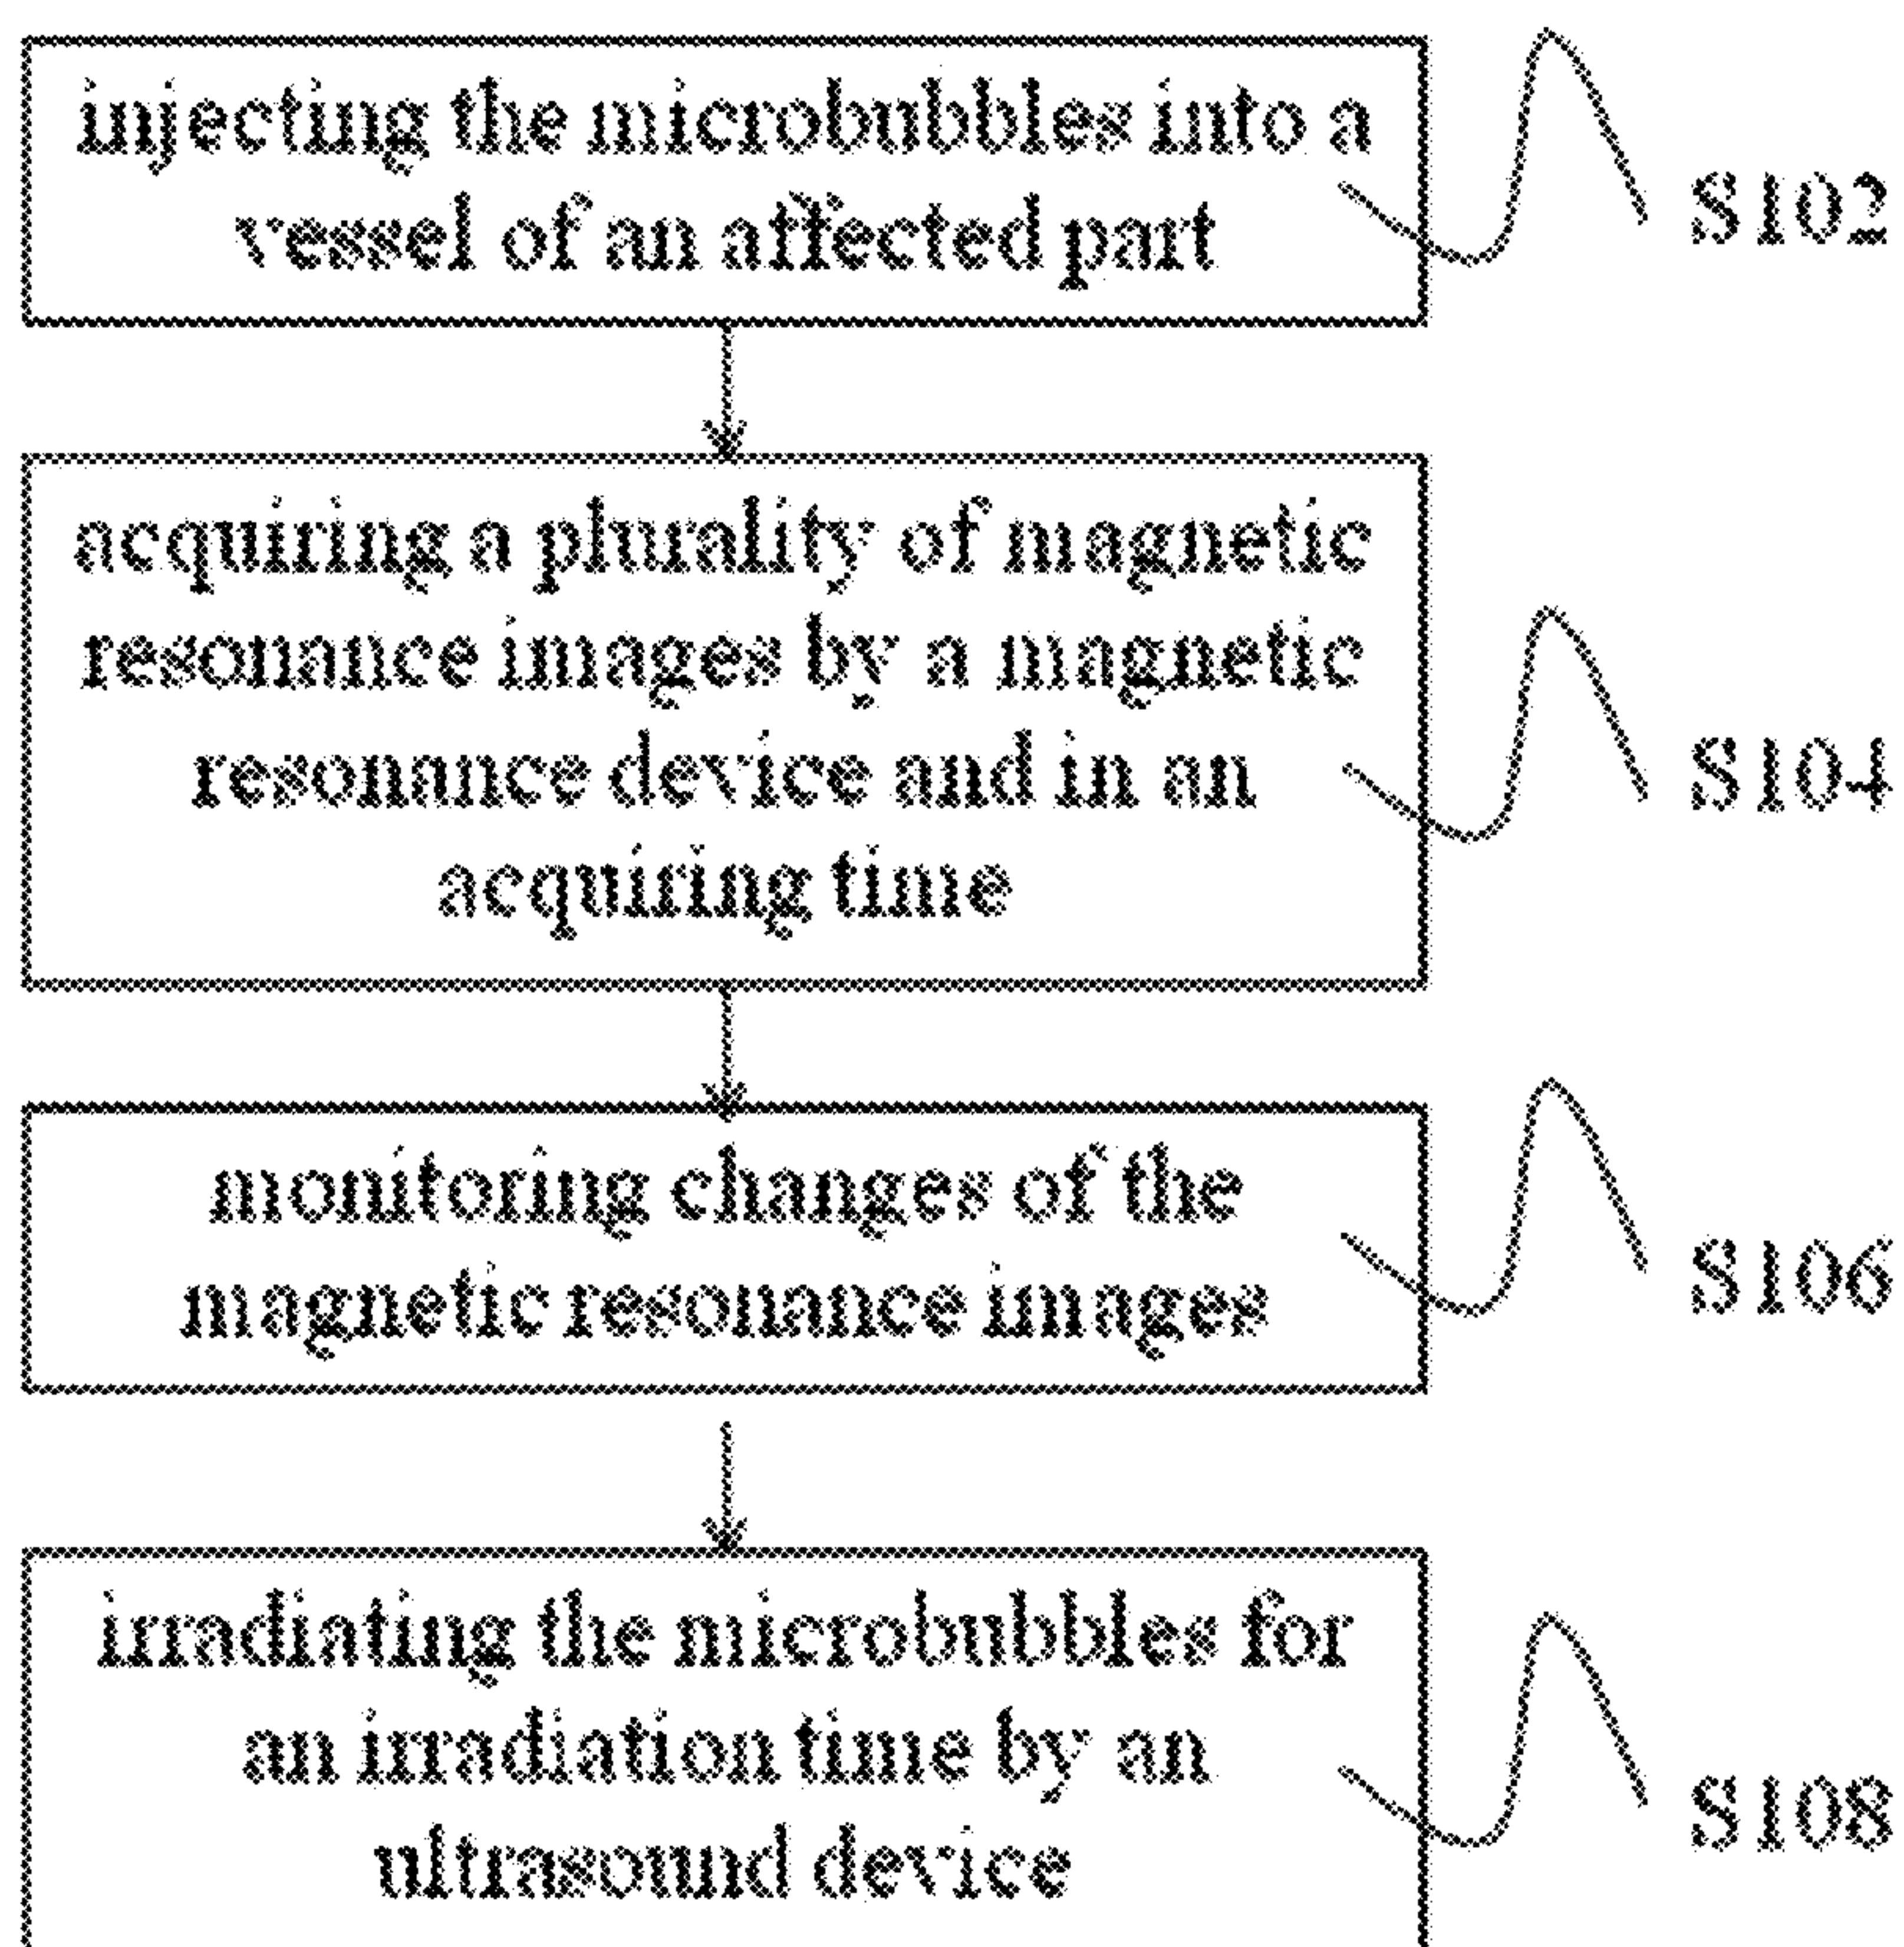 injecting the microbubbles into a
vessel of an affected part
S102
acquiring a plurality of magnetic
resonance images by a magnetic
resonance device and in an
acquiring time
S104
monitoring changes of the
magnetic resonance images
S106
irradiating the microbubbles for
an irradiation time by an
ultrasound device
S108